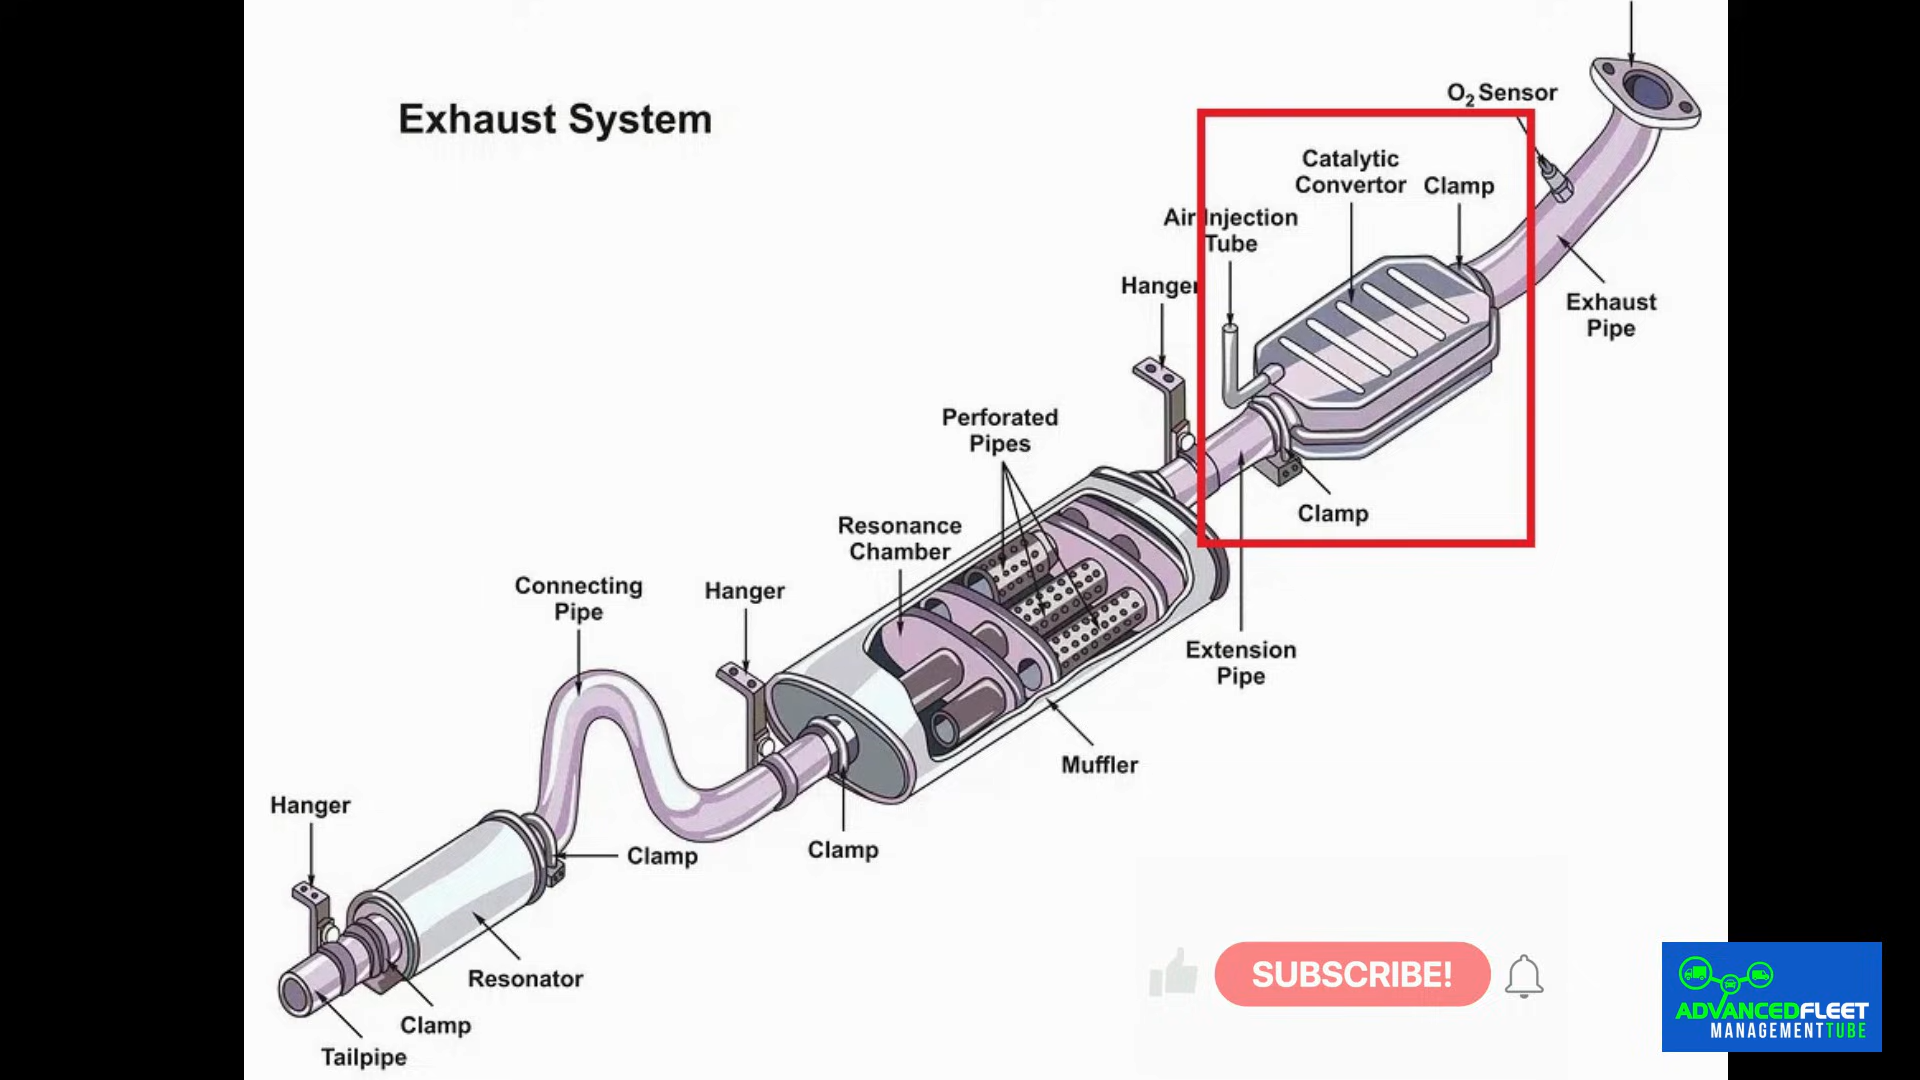 Exhaust System
O2 Sensor
Catalytic
Convertor
Clamp
Air Injection
Tube
Hanger
Exhaust
Pipe
Perforated
Pipes
Clamp
Resonance
Chamber
Connecting
Pipe
Hanger
Extension
Pipe
Muffler
Hanger
Clamp
Clamp
Resonator
Clamp
Tailpipe
SUBSCRIBE!
ADVANCEDFLEET
MANAGEMENTTUBE